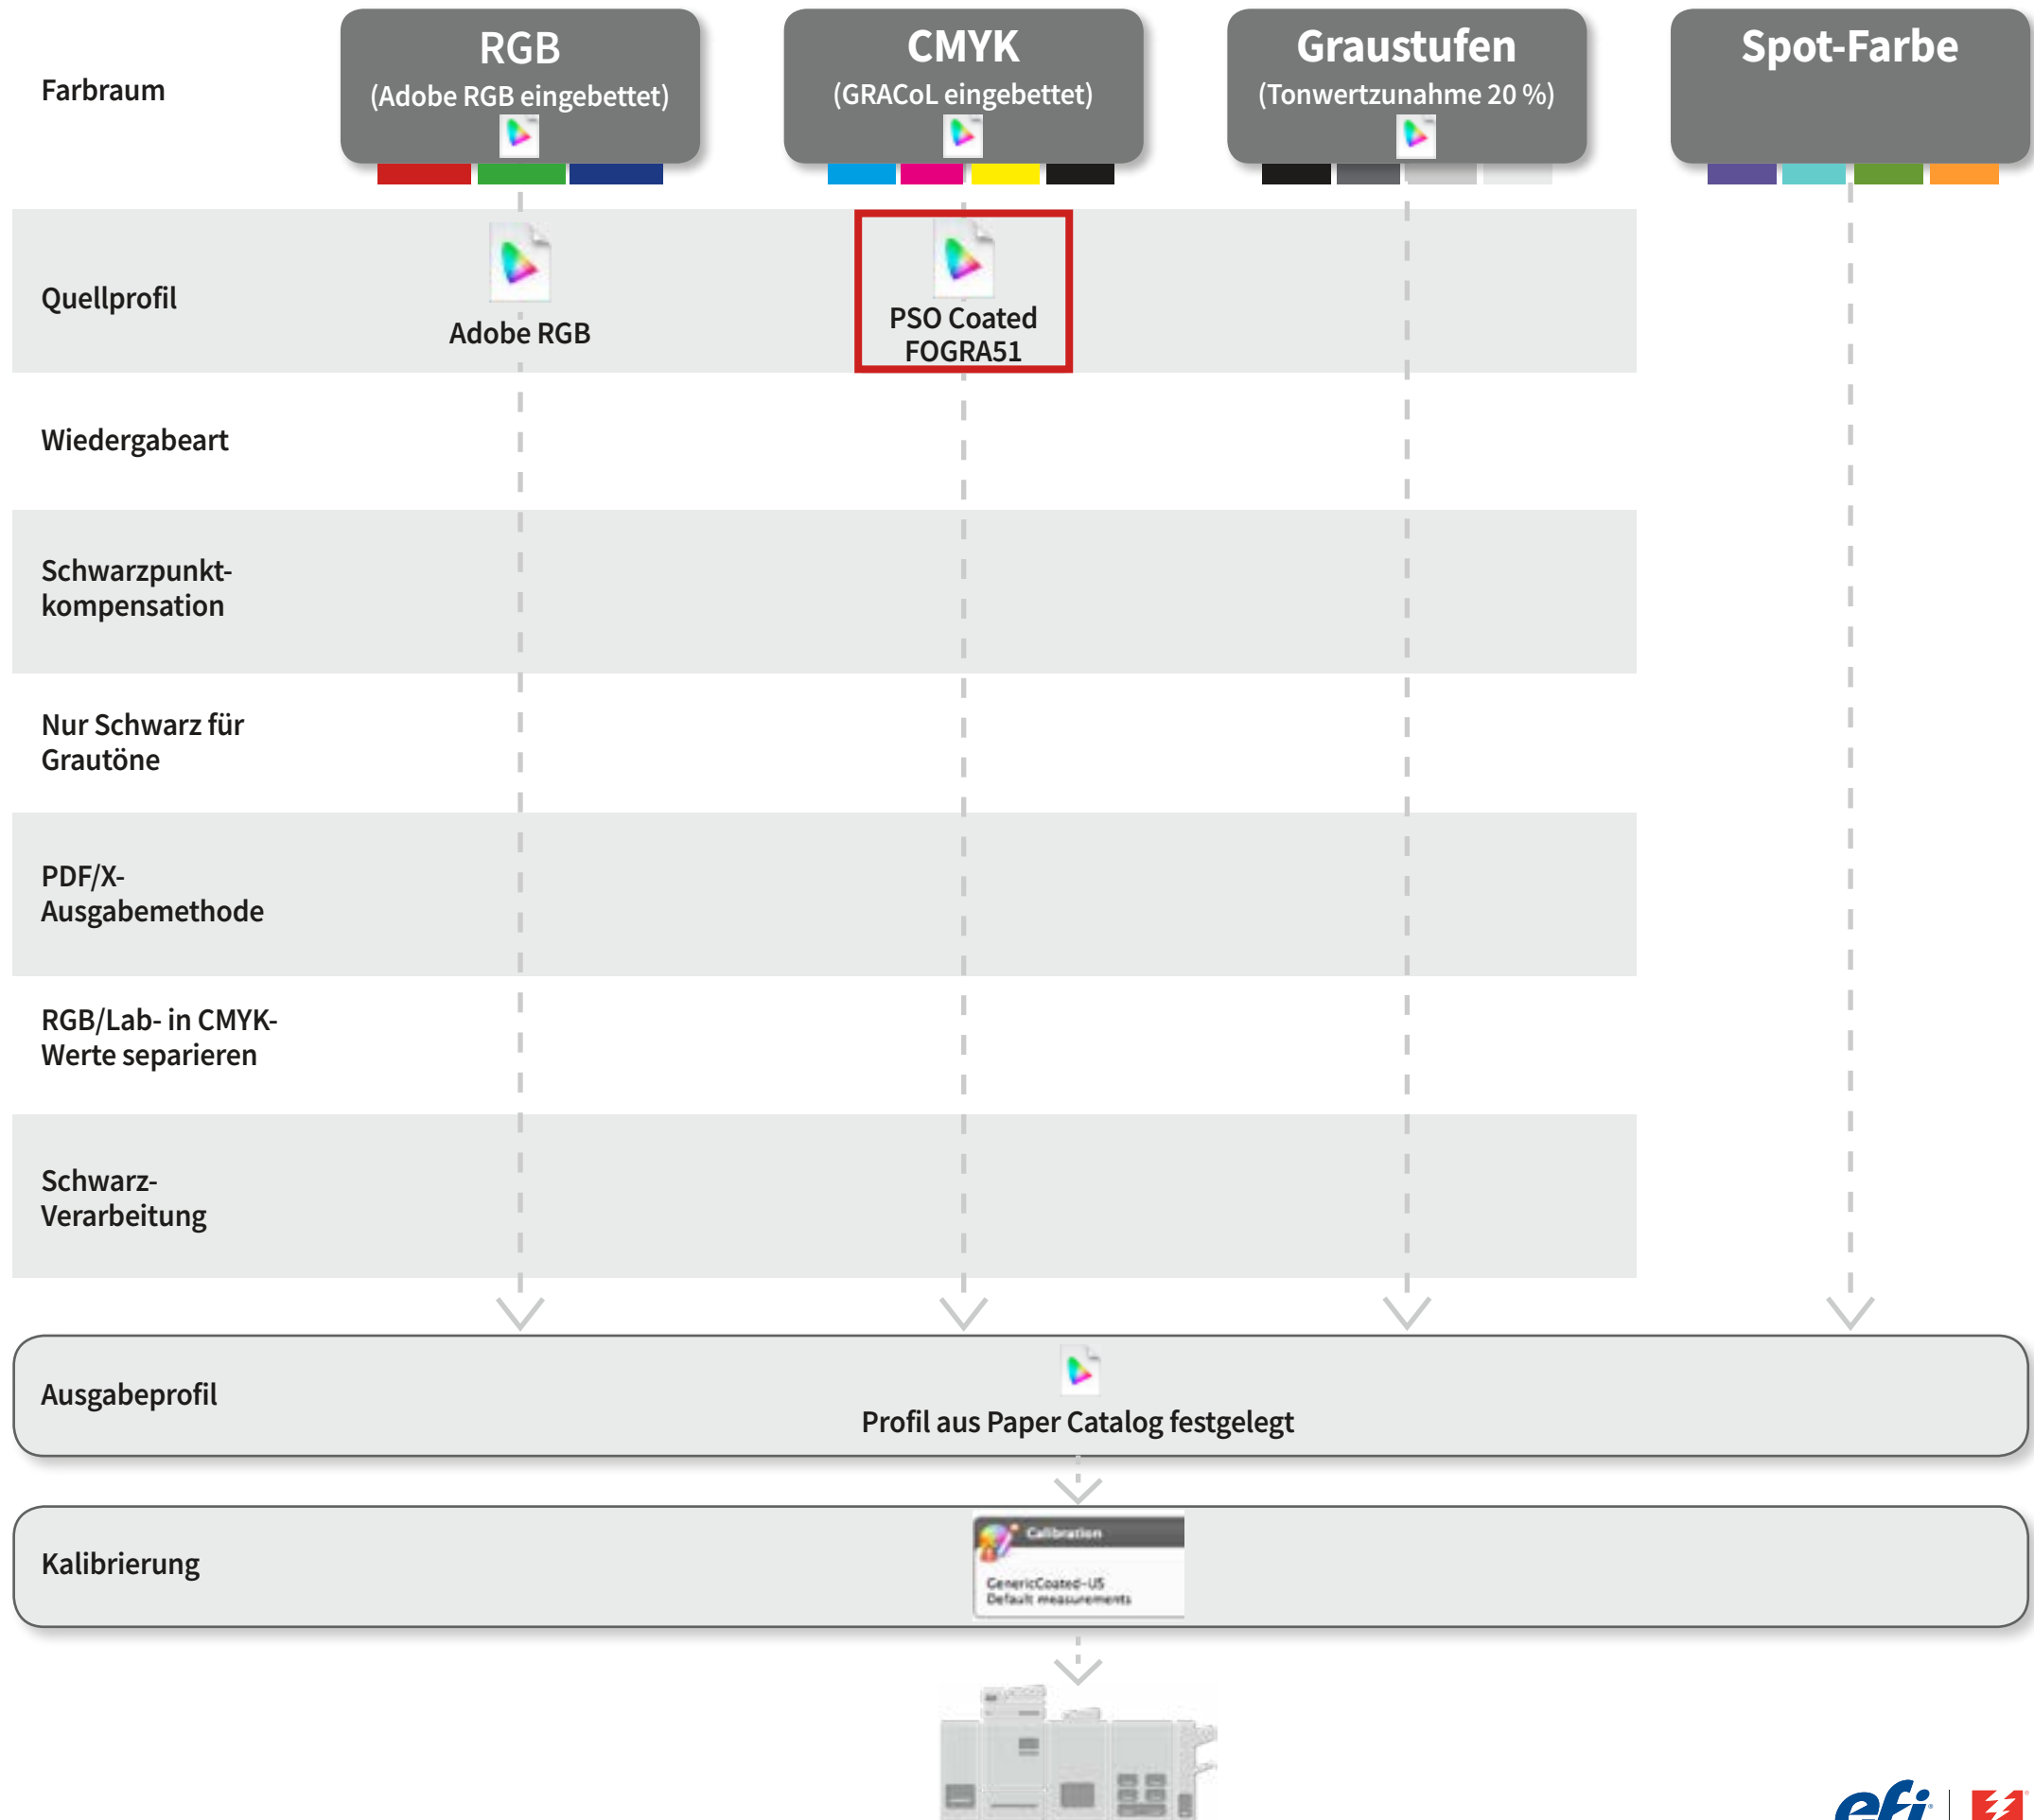 Farbraum
RGB
(Adobe RGB eingebettet)
CMYK
(GRACoL eingebettet)
Graustufen
(Tonwertzunahme 20 %)
Spot-Farbe
Quellprofil
Adobe RGB
PSO Coated
FOGRA51
Wiedergabeart
Schwarzpunkt-
kompensation
Nur Schwarz für
Grautöne
PDF/X-
Ausgabemethode
RGB/Lab- in CMYK-
Werte separieren
Schwarz-
Verarbeitung
Ausgabeprofil
Profil aus Paper Catalog festgelegt
Kalibrierung
Calibration
GenericCoated-US
Default measurements
efi